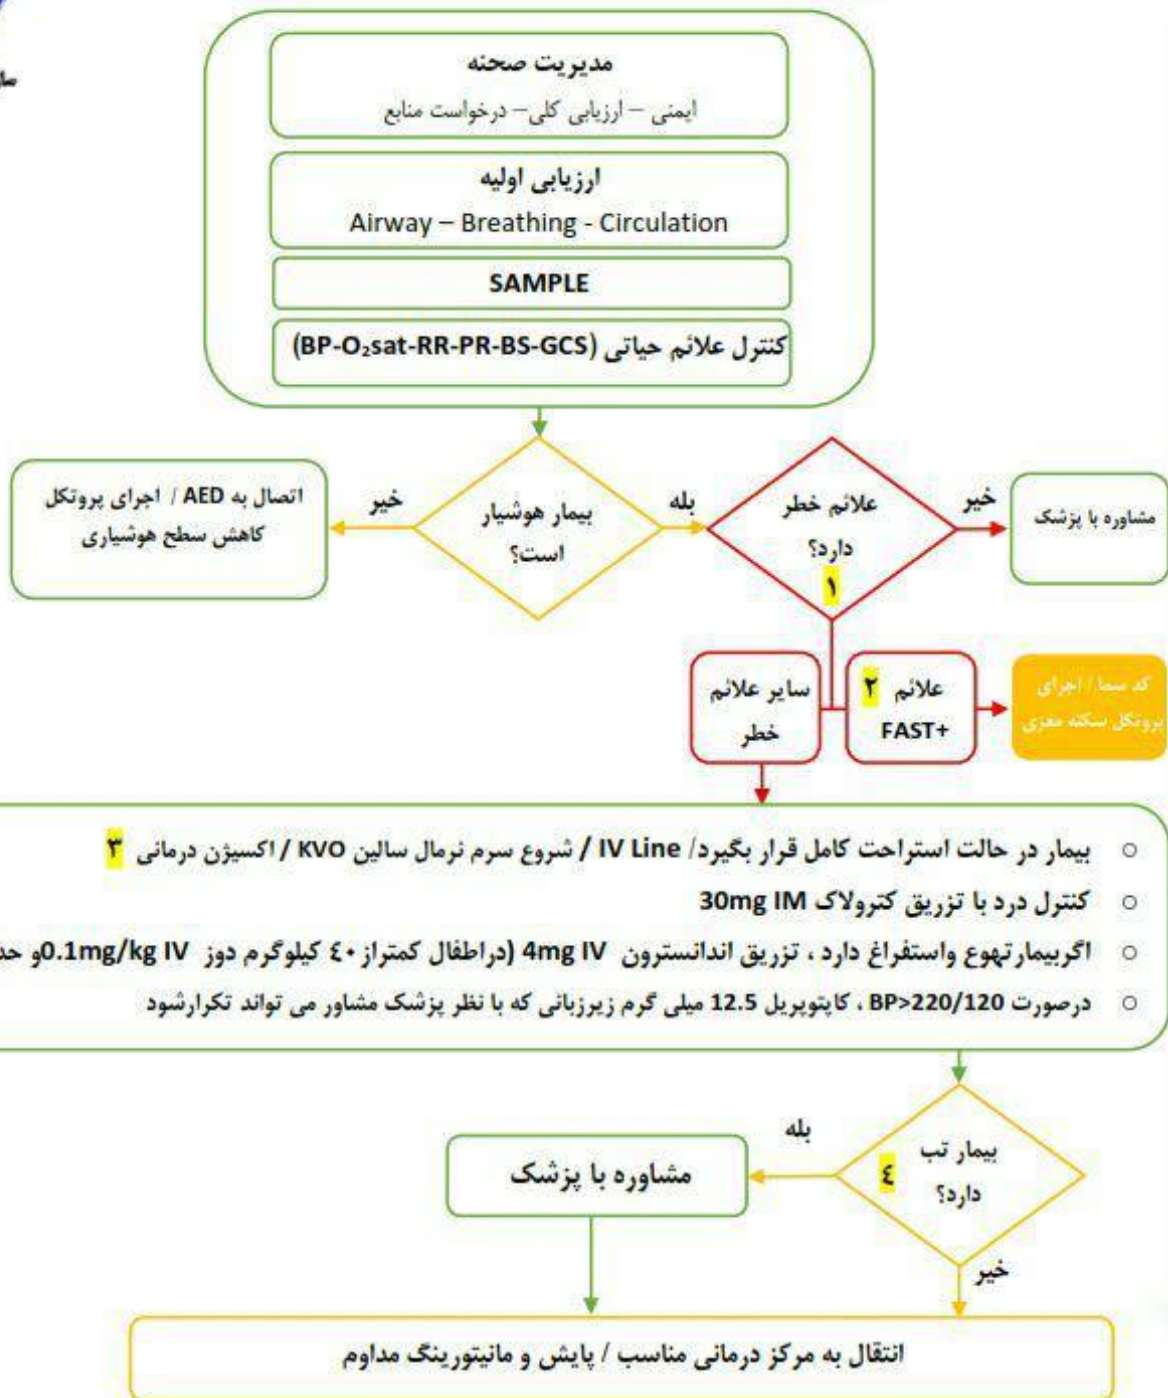 مدیریت صحنه
ایمنی – ارزیابی کلی– درخواست منابع
ارزیابی اولیه
Airway – Breathing - Circulation
SAMPLE
کنترل علائم حیاتی (BP-O₂sat-RR-PR-BS-GCS)
بیمار هوشیار
است؟
خیر
اتصال به AED / اجرای پروتکل
کاهش سطح هوشیاری
بله
علائم خطر
دارد؟
۱
خیر
مشاوره با پزشک
سایر علائم
خطر
علائم ۲
FAST+
کد سما / اجرای
پروتکل سکته مغزی
○ بیمار در حالت استراحت کامل قرار بگیرد/ IV Line / شروع سرم نرمال سالین KVO / اکسیژن درمانی ۳
○ کنترل درد با تزریق کترولاک 30mg IM
○ اگربیمارتهوع واستفراغ دارد ، تزریق اندانسترون 4mg IV (دراطفال کمتراز ٤٠ کیلوگرم دوز 0.1mg/kg IVو
○ درصورت BP>220/120 ، کاپتوپریل 12.5 میلی گرم زیرزبانی که با نظر پزشک مشاور می تواند تکرارشود
بیمار تب
دارد؟
٤
بله
مشاوره با پزشک
خیر
انتقال به مرکز درمانی مناسب / پایش و مانیتورینگ مداوم